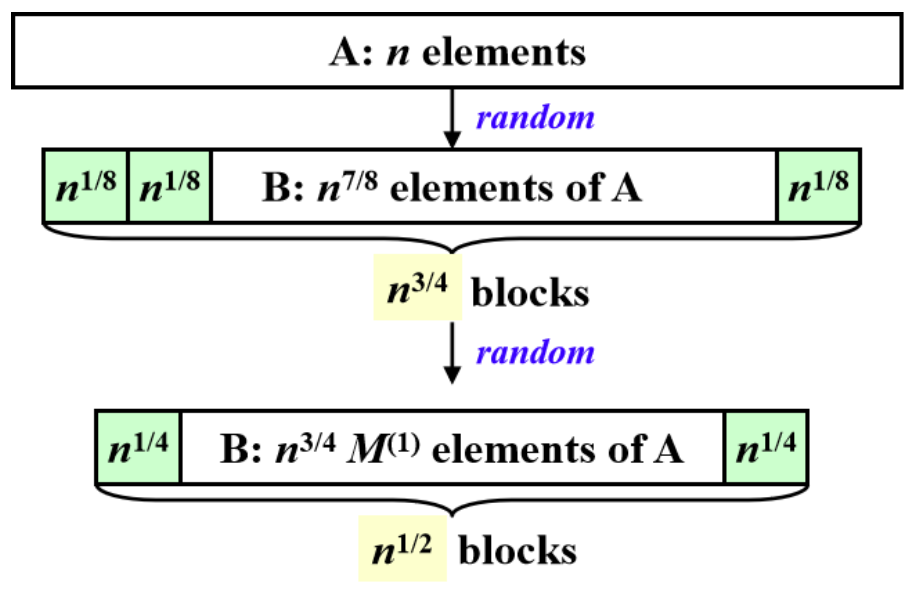 A: n elements
random
n^{1/8} n^{1/8} B: n^{7/8} elements of A n^{1/8}
n^{3/4} blocks
random
n^{1/4} B: n^{3/4} M^{(1)} elements of A n^{1/4}
n^{1/2} blocks